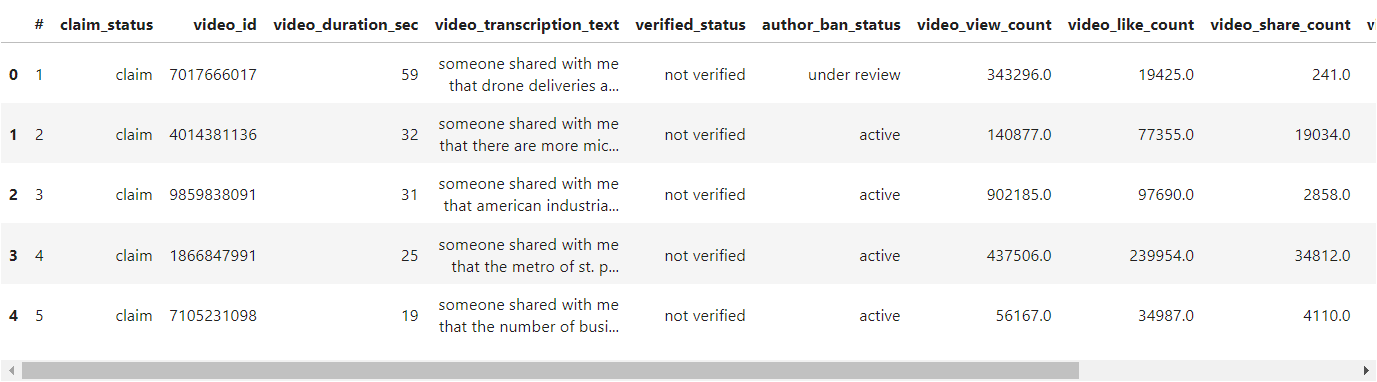 # claim_status video_id video_duration_sec video_transcription_text verified_status author_ban_status video_view_count video_like_count video_share_count
someone shared with me
0 1 claim 7017666017 59 not verified under review 343296.0 19425.0 241.0
that drone deliveries a...
someone shared with me
1 2 claim 4014381136 32 not verified active 140877.0 77355.0 19034.0
that there are more mic...
someone shared with me
2 3 claim 9859838091 31 not verified active 902185.0 97690.0 2858.0
that american industria...
someone shared with me
3 4 claim 1866847991 25 not verified active 437506.0 239954.0 34812.0
that the metro of st. p...
someone shared with me
4 5 claim 7105231098 19 not verified active 56167.0 34987.0 4110.0
that the number of busi...